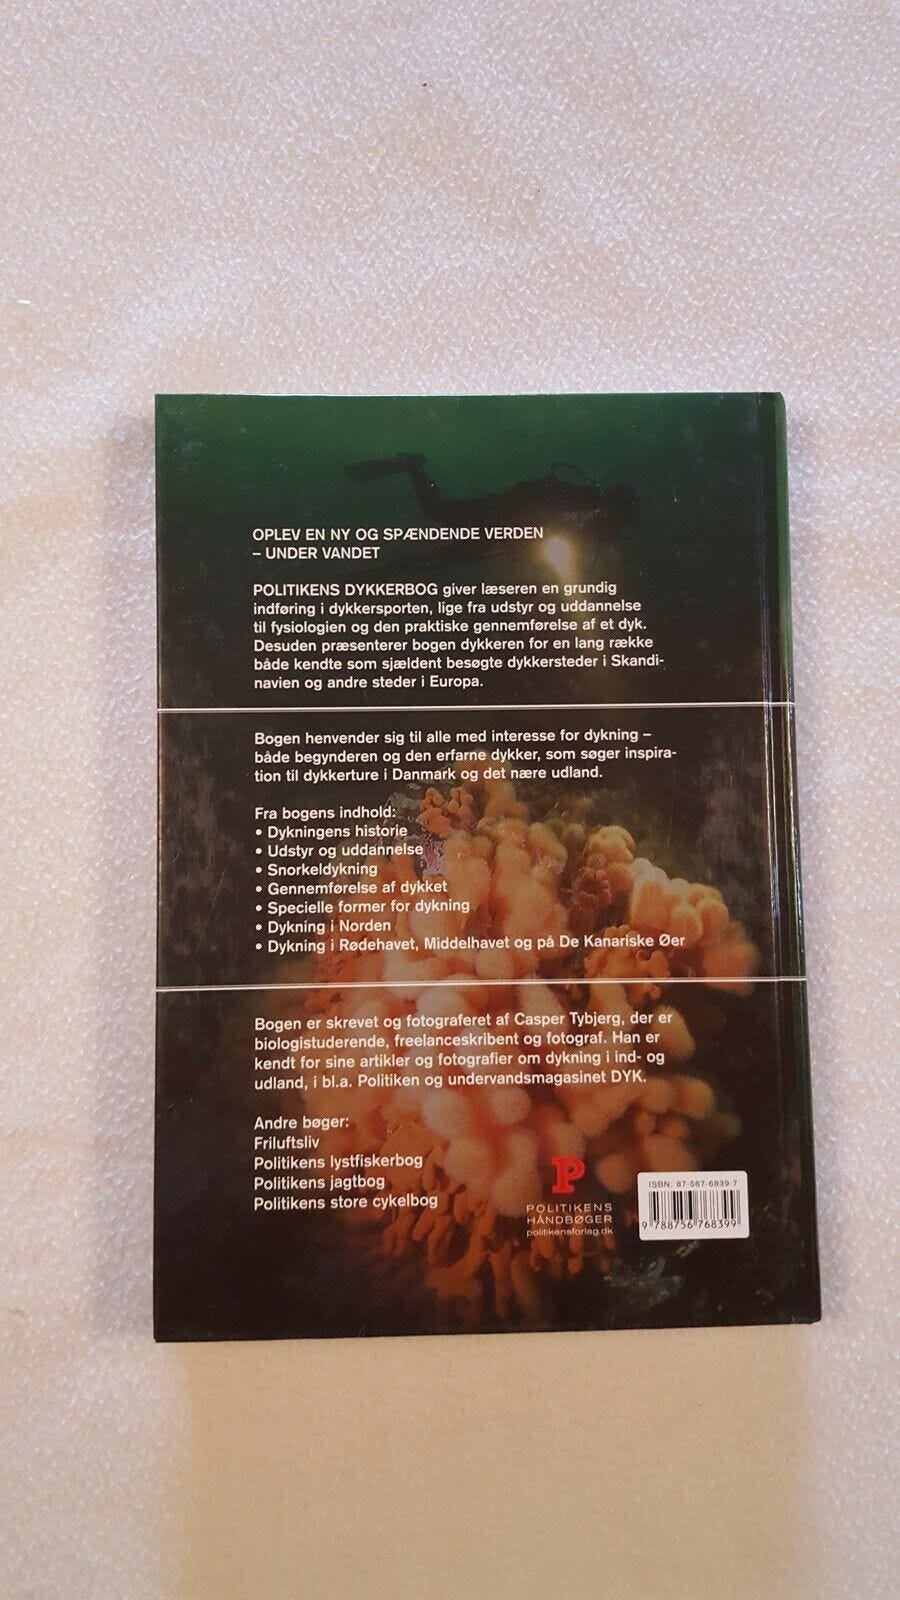 OPLEV EN NY OG SPÆNDENDE VERDEN
– UNDER VANDET
POLITIKENS DYKKERBOG giver læseren en grundig
indføring i dykkersporten, lige fra udstyr og uddannelse
til fysiologien og den praktiske gennemførelse af et dyk.
Desuden præsenterer bogen dykkeren for en lang række
både kendte som sjældent besøgte dykkersteder i Skandi-
navien og andre steder i Europa.
Bogen henvender sig til alle med interesse for dykning –
både begynderen og den erfarne dykker, som søger inspira-
tion til dykkerture i Danmark og det nære udland.
Fra bogens indhold:
• Dykningens historie
• Udstyr og uddannelse
• Snorkeldykning
• Gennemførelse af dykket
• Specielle former for dykning
• Dykning i Norden
• Dykning i Rødehavet, Middelhavet og på De Kanariske Øer
Bogen er skrevet og fotograferet af Casper Tybjerg, der er
biologistuderende, freelanceskribent og fotograf. Han er
kendt for sine artikler og fotografier om dykning i ind- og
udland, i bl.a. Politiken og undervandsmagasinet DYK.
Andre bøger:
Friluftsliv
Politikens lystfiskerbog
Politikens jagtbog
Politikens store cykelbog
P
POLITIKENS
HÅNDBØGER
politikensforlag.dk
ISBN: 87-567-6839-7
9 788756 768399